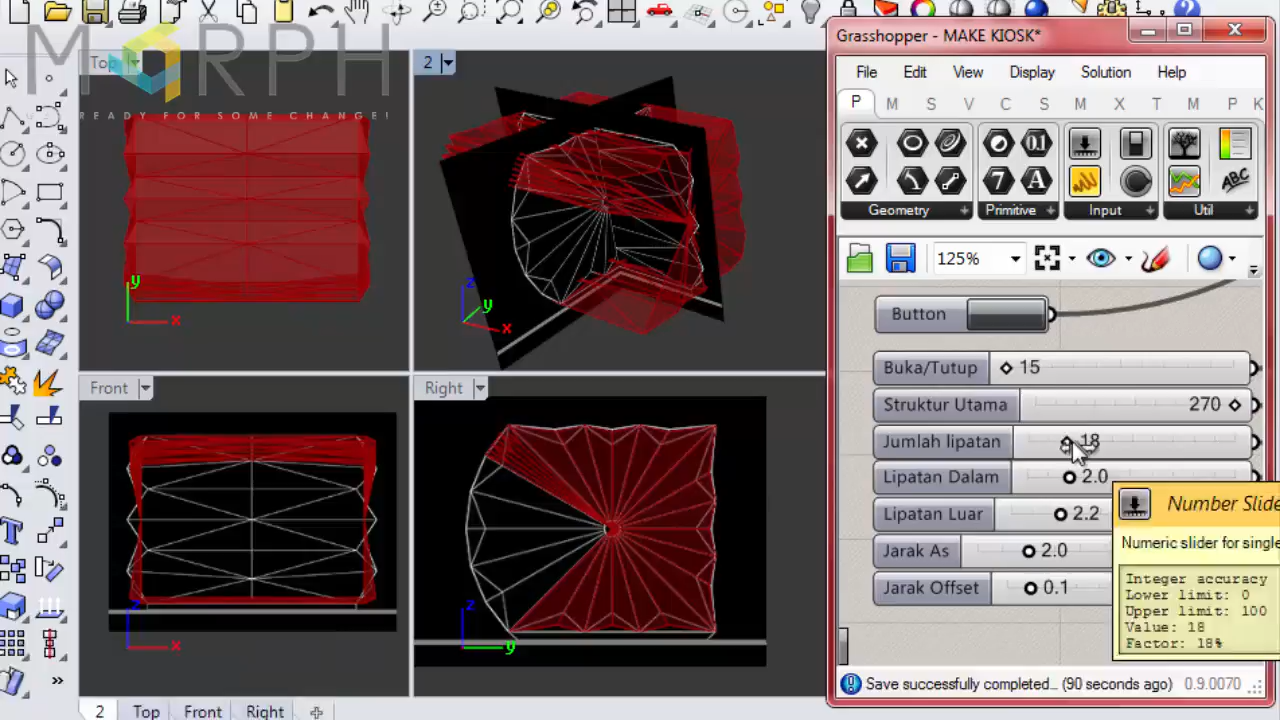 MORPH
READY FOR SOME CHANGE!
Top
2
y
x
z
y
x
Front
z
x
Right
z
y
2 Top Front Right
Grasshopper - MAKE KIOSK*
File Edit View Display Solution Help
P M S V C S M X T M P K
Geometry Primitive Input Util
125%
Button
Buka/Tutup 15
Struktur Utama 270
Jumlah lipatan 18
Lipatan Dalam 2.0
Lipatan Luar 2.2
Jarak As 2.0
Jarak Offset 0.1
Number Slide
Numeric slider for single
Integer accuracy
Lower limit: 0
Upper limit: 100
Value: 18
Factor: 18%
Save successfully completed... (90 seconds ago) 0.9.0070